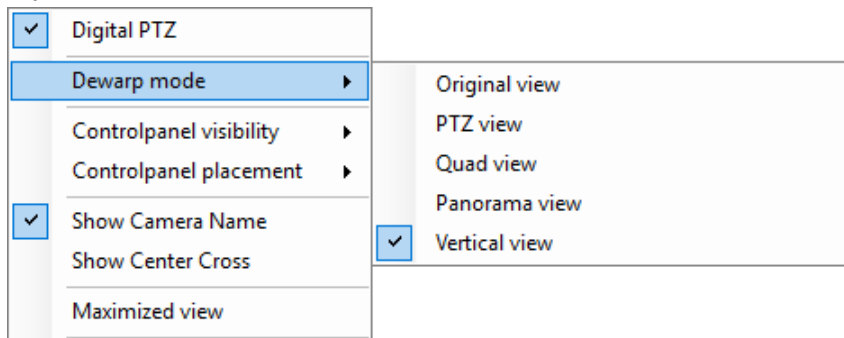 Digital PTZ
Dewarp mode
Controlpanel visibility
Controlpanel placement
Show Camera Name
Show Center Cross
Maximized view
Original view
PTZ view
Quad view
Panorama view
Vertical view